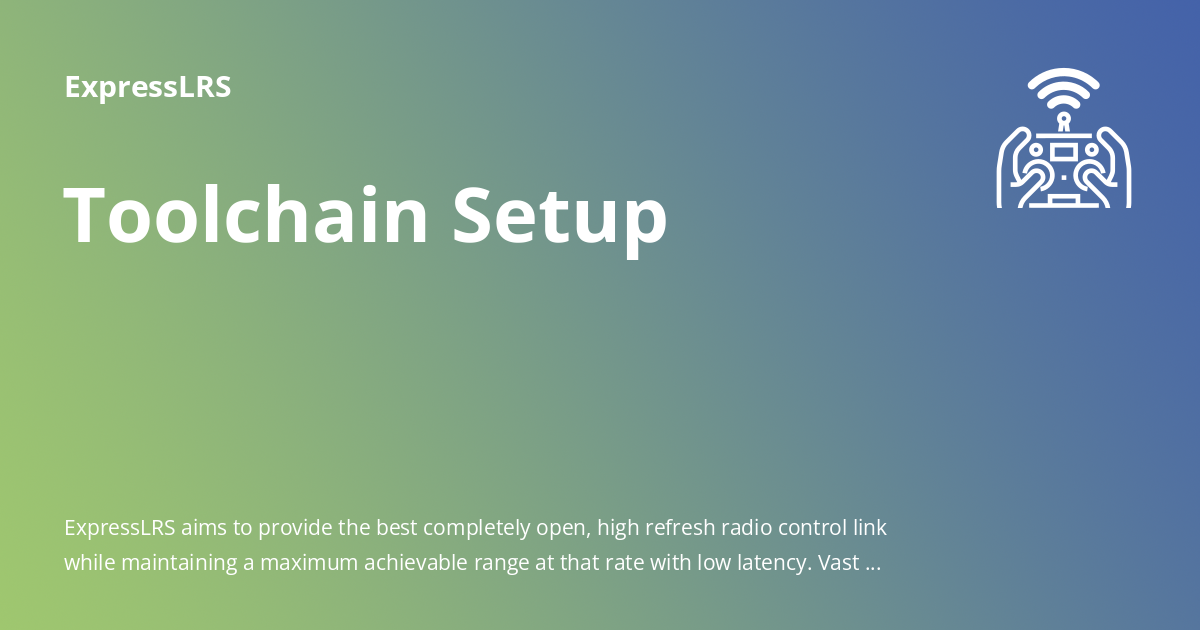 ExpressLRS
Toolchain Setup
ExpressLRS aims to provide the best completely open, high refresh radio control link
while maintaining a maximum achievable range at that rate with low latency. Vast ...